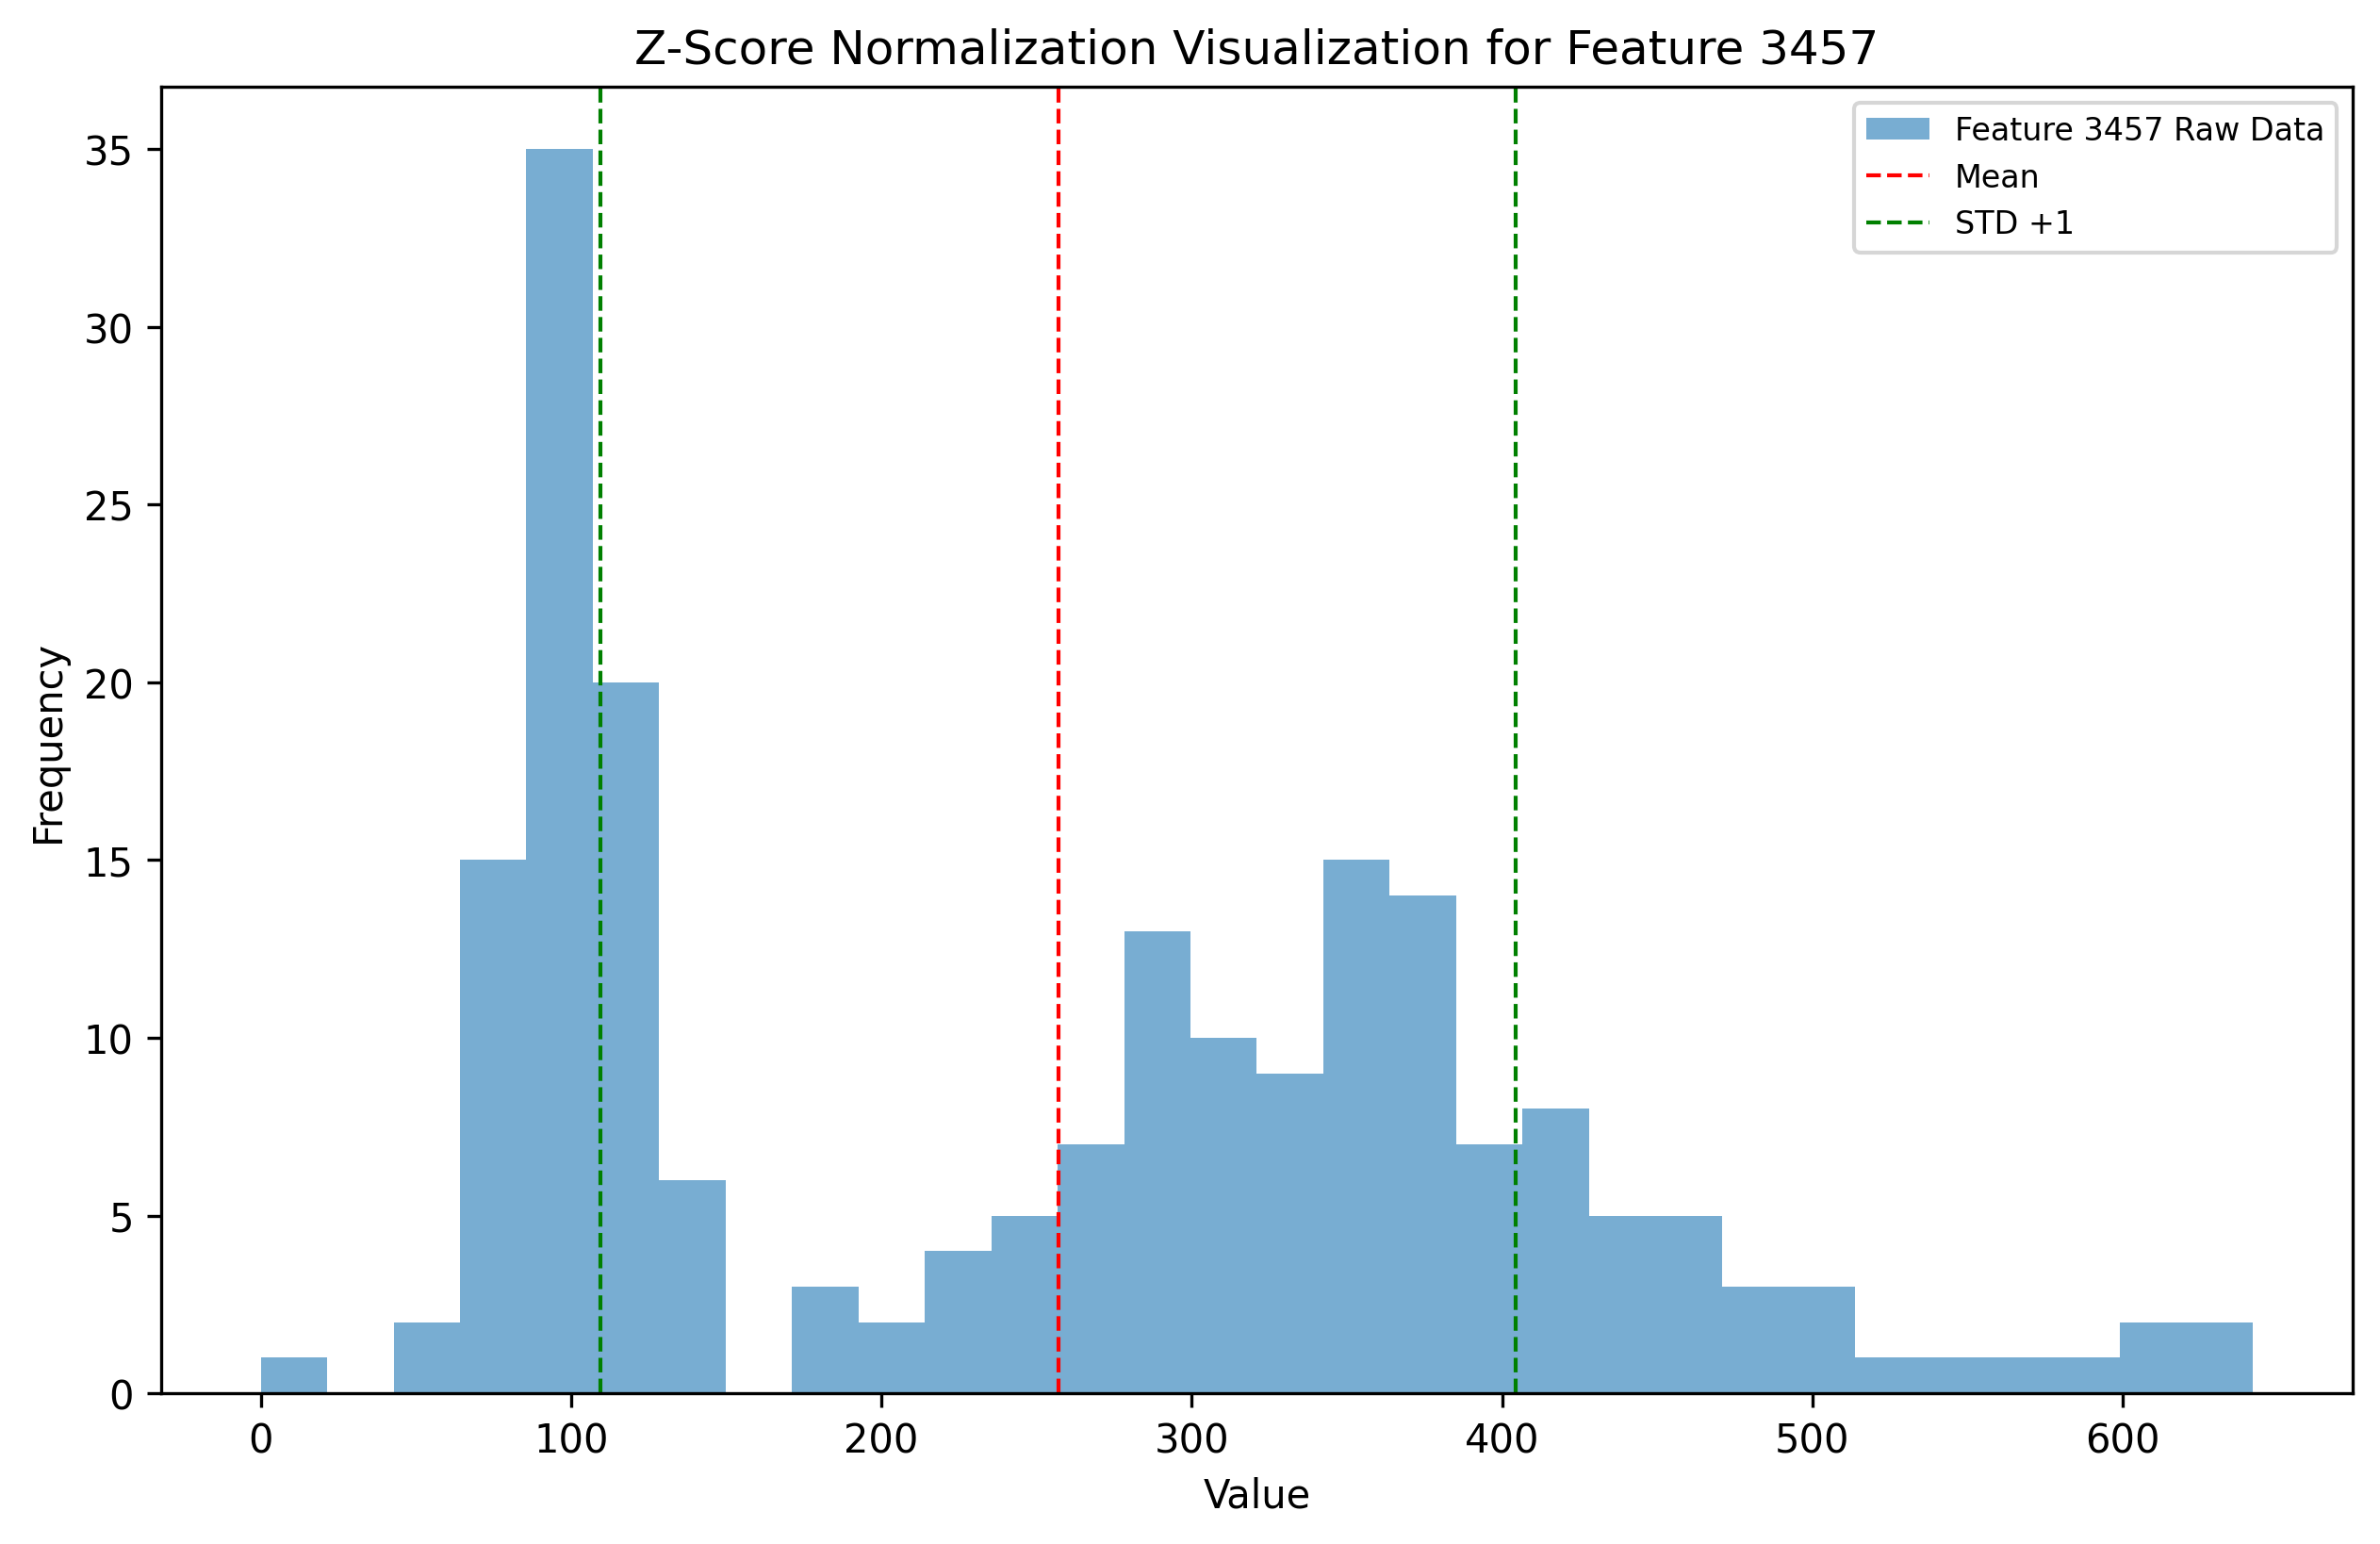 Z-Score Normalization Visualization for Feature 3457
Feature 3457 Raw Data
Mean
STD +1
35
30
25
20
15
10
5
0
Frequency
0 100 200 300 400 500 600
Value